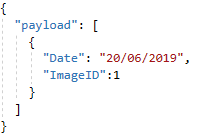 {
  "payload": [
    {
      "Date": "20/06/2019",
      "ImageID":1
    }
  ]
}